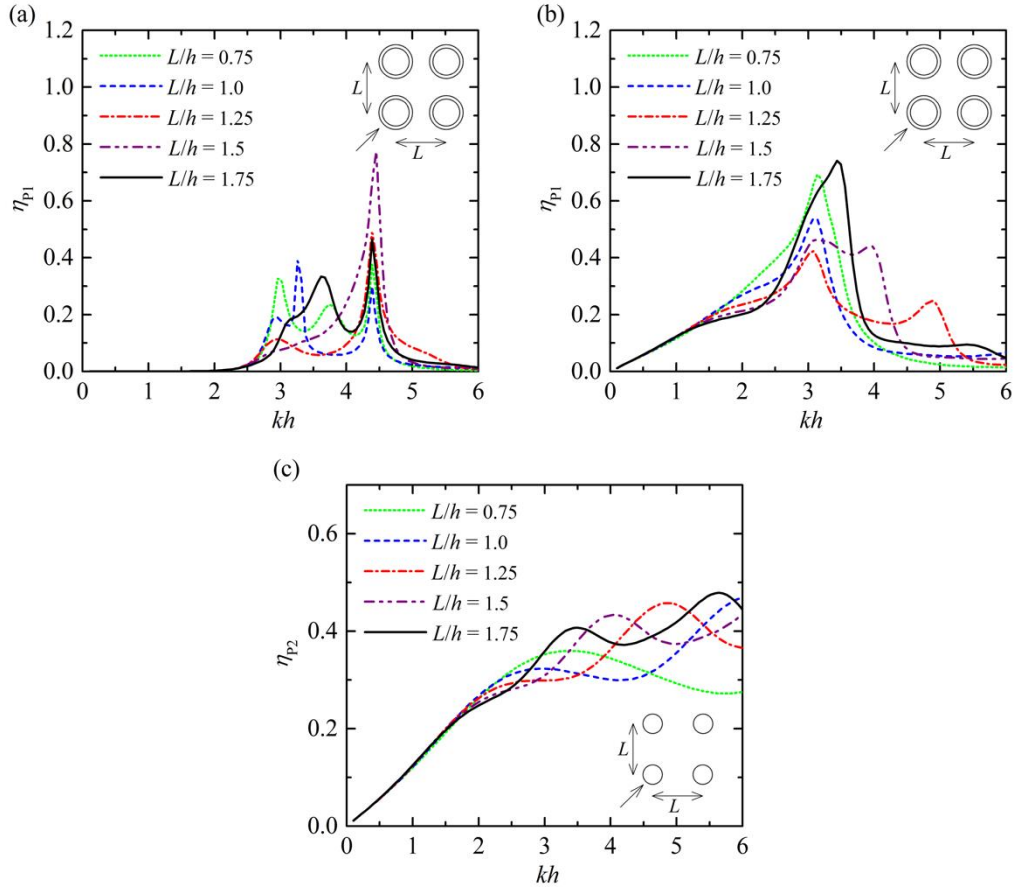 (a)
1.2
1.0
0.8
0.6
0.4
0.2
0.0
ηP1
L/h = 0.75
L/h = 1.0
L/h = 1.25
L/h = 1.5
L/h = 1.75
L
L
0 1 2 3 4 5 6
kh
(b)
1.2
1.0
0.8
0.6
0.4
0.2
0.0
ηP1
L/h = 0.75
L/h = 1.0
L/h = 1.25
L/h = 1.5
L/h = 1.75
L
L
0 1 2 3 4 5 6
kh
(c)
0.6
0.4
0.2
0.0
ηP2
L/h = 0.75
L/h = 1.0
L/h = 1.25
L/h = 1.5
L/h = 1.75
L
L
0 1 2 3 4 5 6
kh